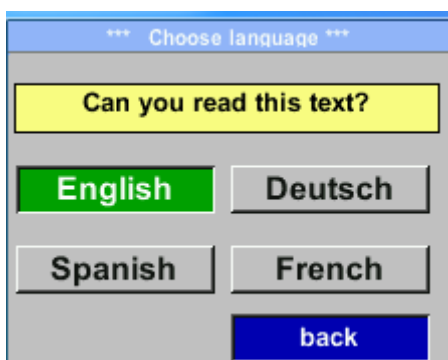 *** Choose language ***
Can you read this text?
English Deutsch
Spanish French
back